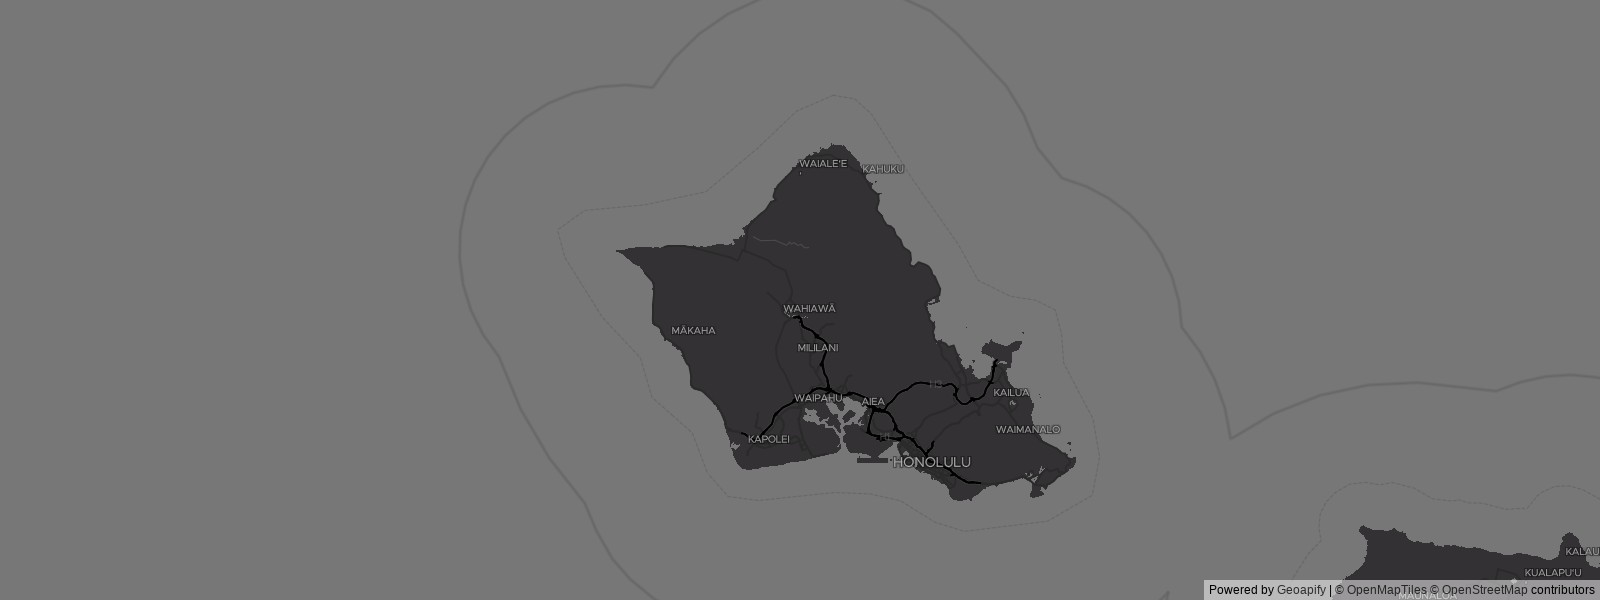 WAIALE'E
KAHUKU
WAHIAWĀ
MĀKAHA
MILILANI
KAILUA
WAIPAHU
AIEA
WAIMANALO
KAPOLEI
HONOLULU
KALAU
KUALAPU'U
MAUNALOA
Powered by Geoapify | © OpenMapTiles © OpenStreetMap contributors